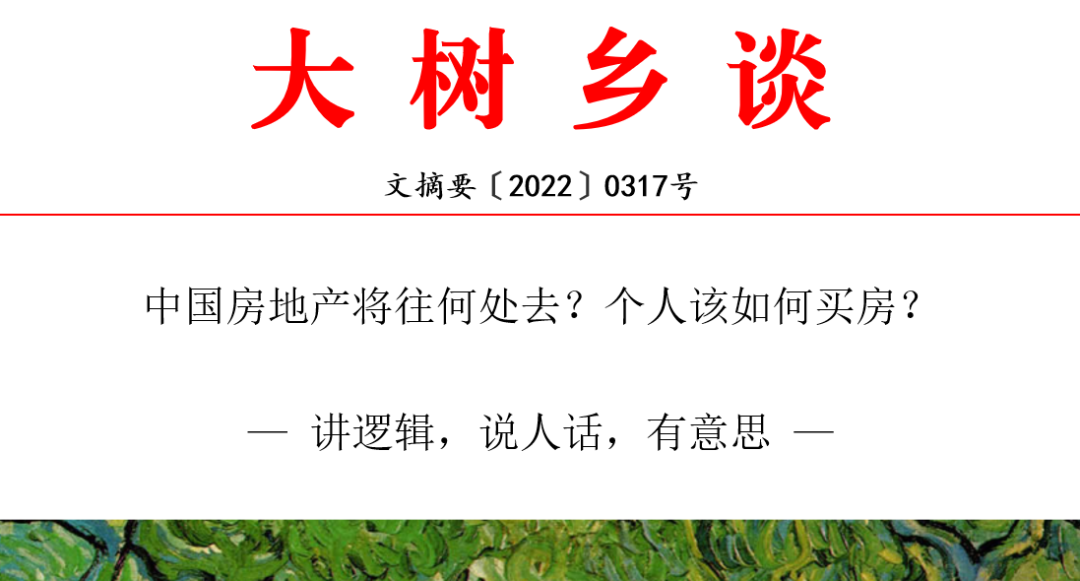 大树乡谈
文摘要〔2022〕0317号
中国房地产将往何处去？个人该如何买房？
— 讲逻辑，说人话，有意思 —